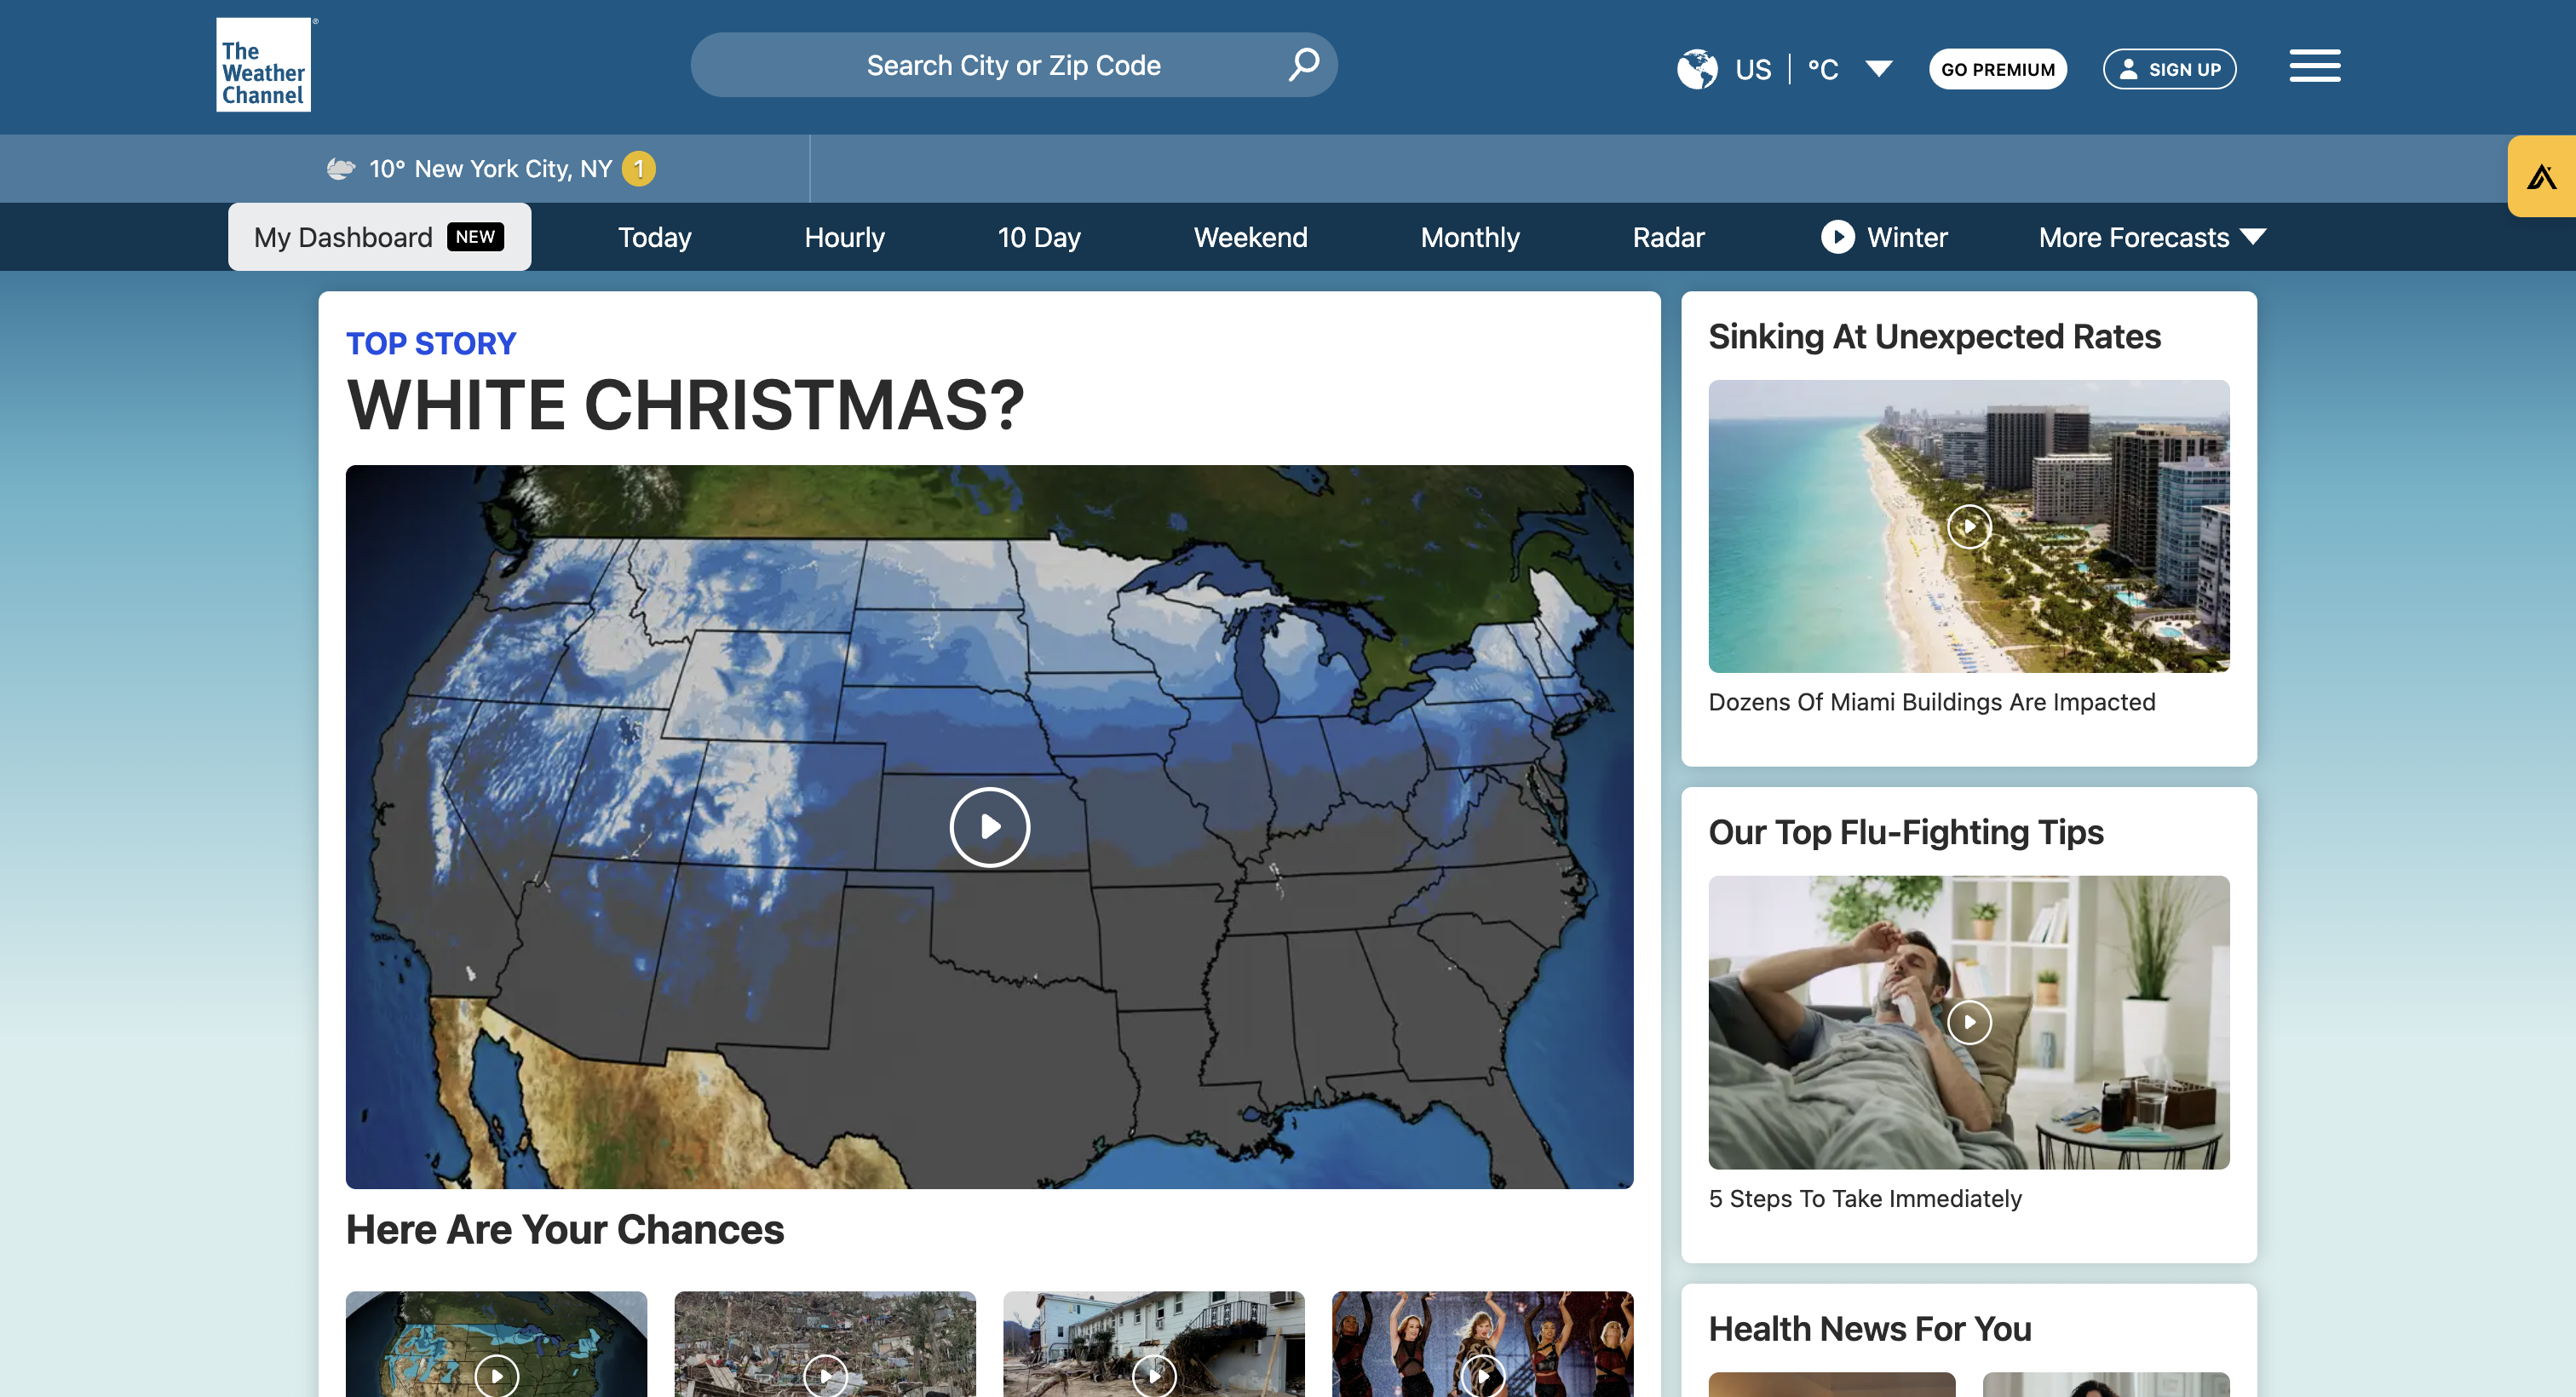 The
Weather
Channel
®
Search City or Zip Code
US
°C
GO PREMIUM
SIGN UP
10° New York City, NY 1
My Dashboard NEW
Today
Hourly
10 Day
Weekend
Monthly
Radar
Winter
More Forecasts
TOP STORY
WHITE CHRISTMAS?
Here Are Your Chances
Sinking At Unexpected Rates
Dozens Of Miami Buildings Are Impacted
Our Top Flu-Fighting Tips
5 Steps To Take Immediately
Health News For You